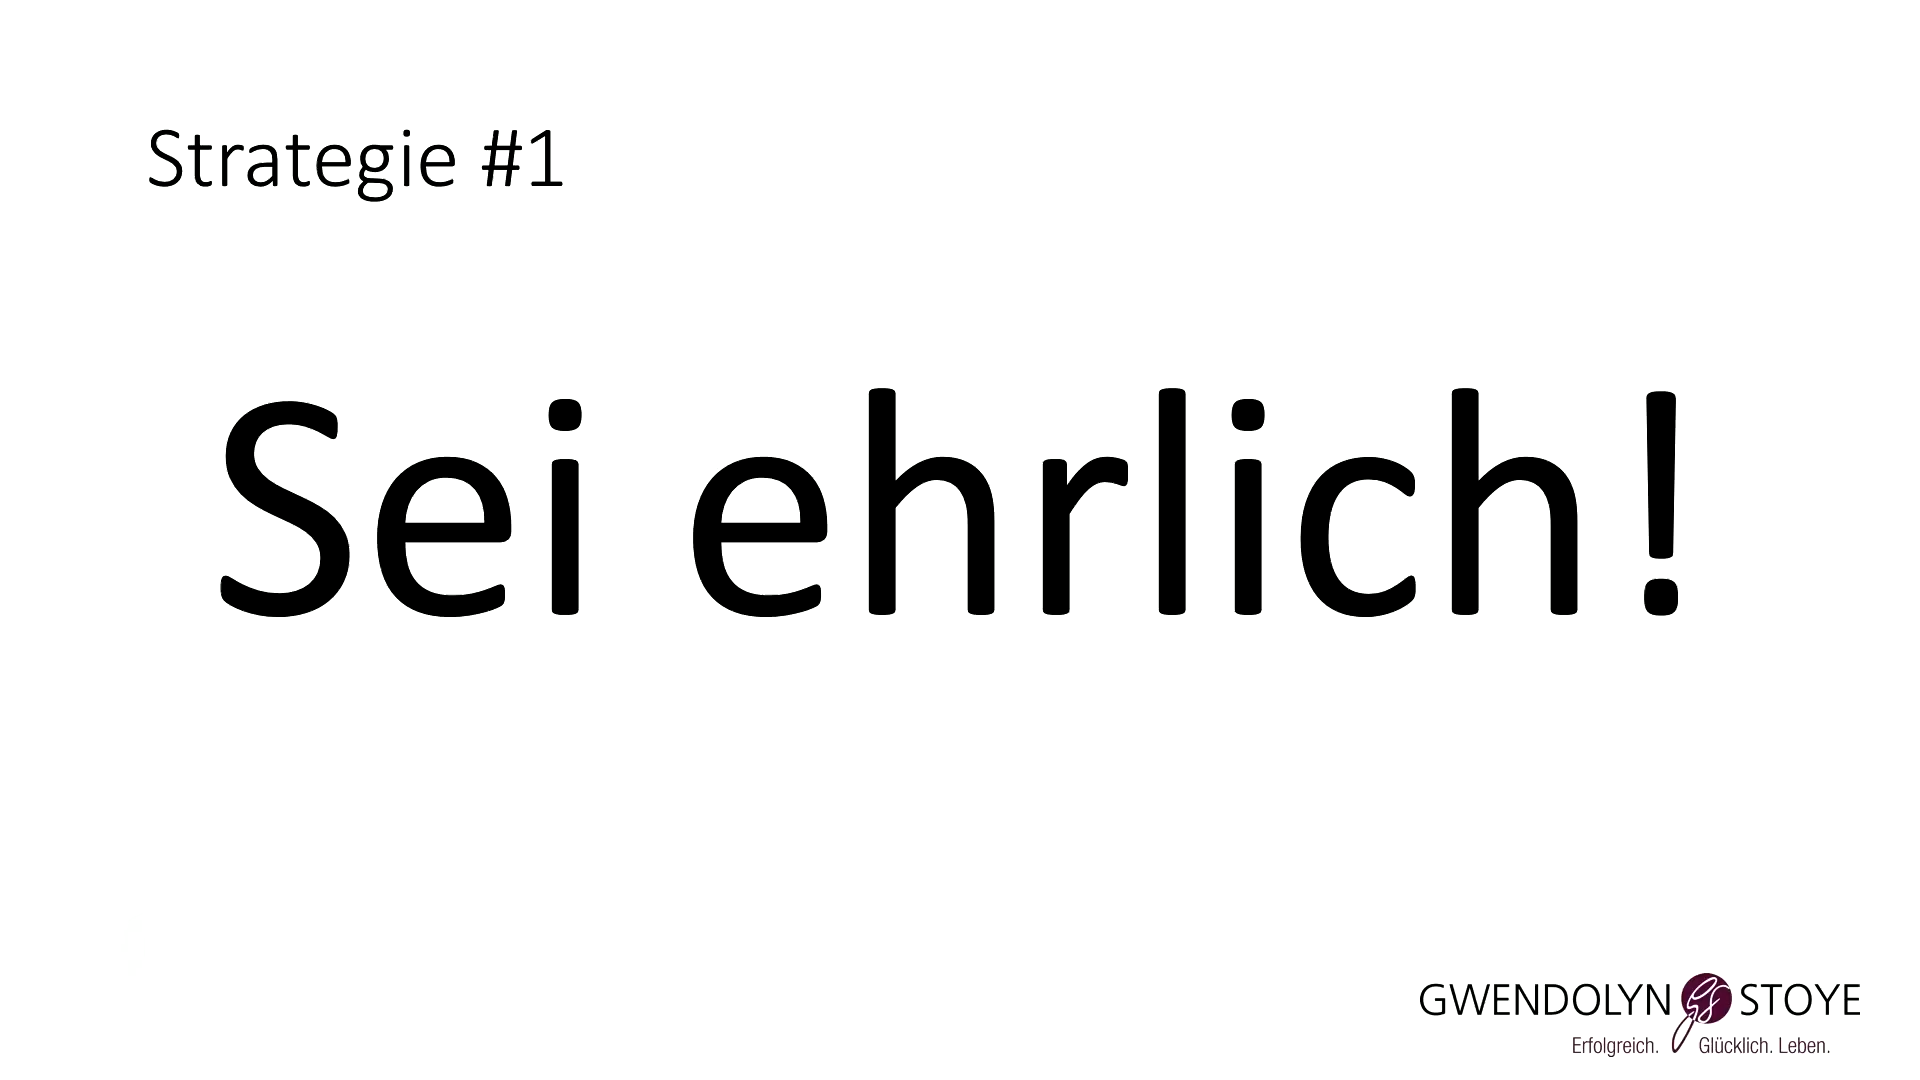 Strategie #1
Sei ehrlich!
GWENDOLYN STOYE
Erfolgreich. Glücklich. Leben.